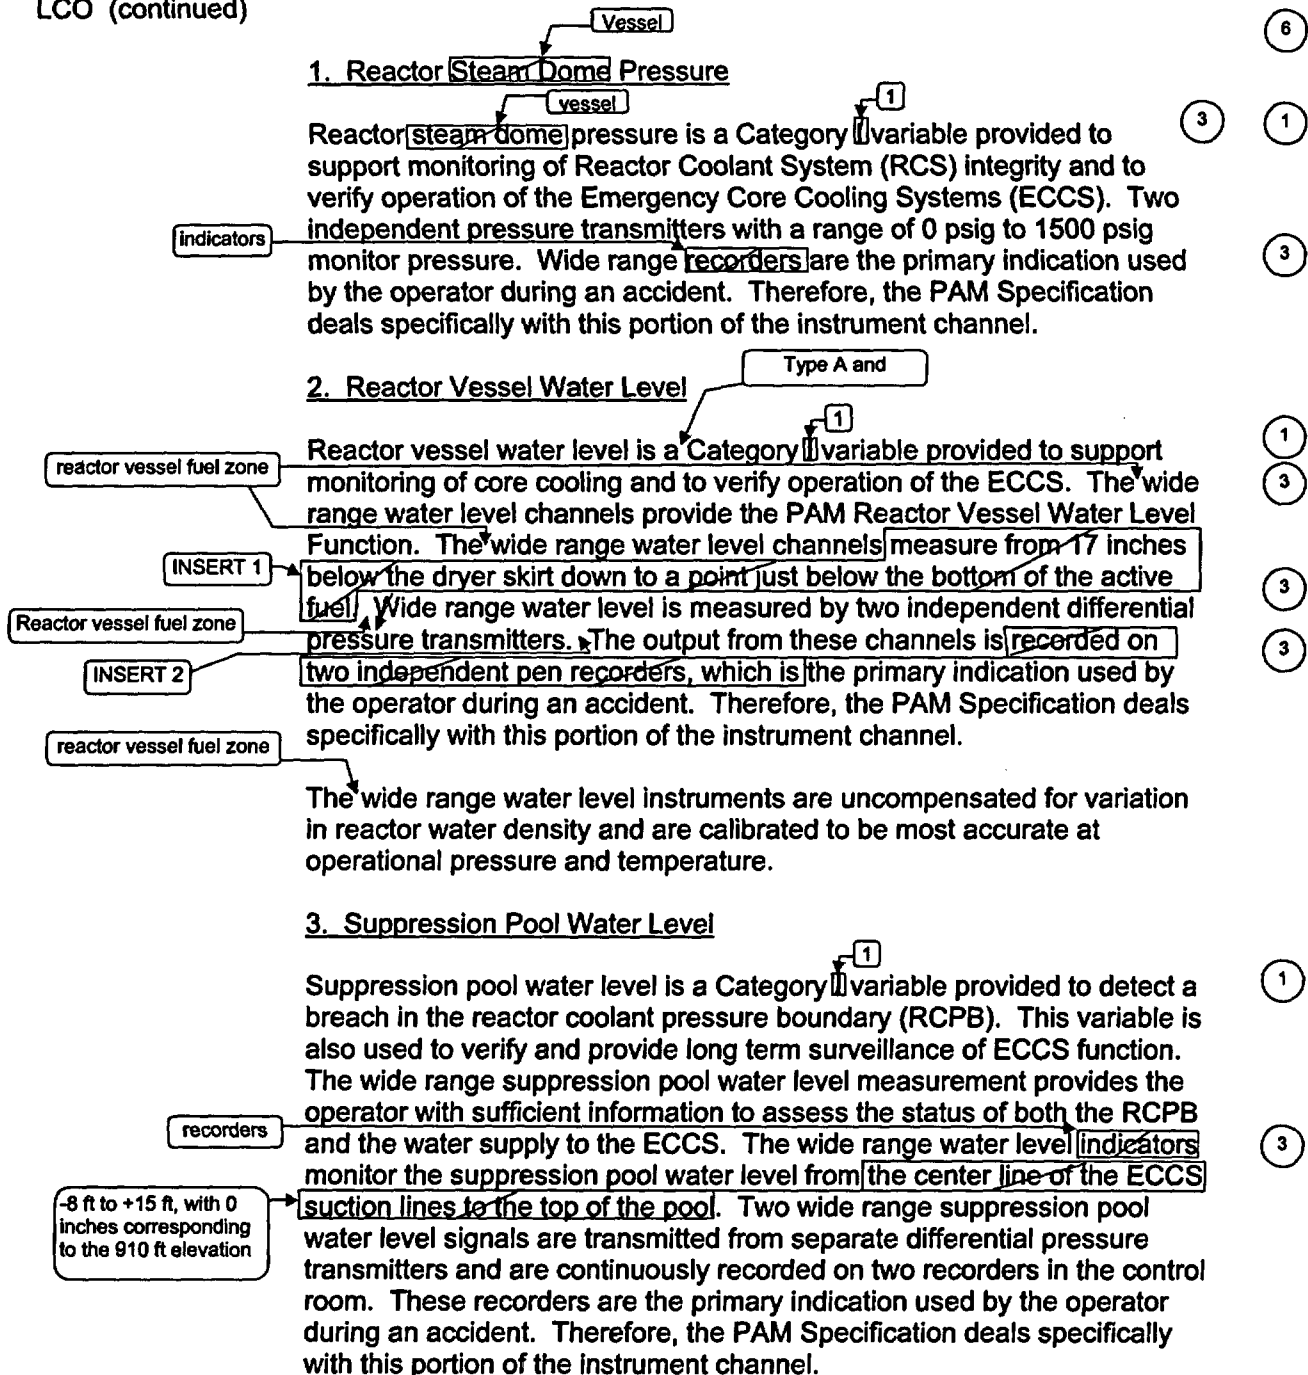 LCO (continued)
Vessel
6
1. Reactor Steam Dome Pressure
vessel
1
Reactor steam dome pressure is a Category I variable provided to
3
1
support monitoring of Reactor Coolant System (RCS) integrity and to
verify operation of the Emergency Core Cooling Systems (ECCS). Two
independent pressure transmitters with a range of 0 psig to 1500 psig
indicators
monitor pressure. Wide range recorders are the primary indication used
3
by the operator during an accident. Therefore, the PAM Specification
deals specifically with this portion of the instrument channel.
Type A and
2. Reactor Vessel Water Level
1
Reactor vessel water level is a Category I variable provided to support
1
reactor vessel fuel zone
monitoring of core cooling and to verify operation of the ECCS. The wide
3
range water level channels provide the PAM Reactor Vessel Water Level
Function. The wide range water level channels measure from 17 inches
INSERT 1
below the dryer skirt down to a point just below the bottom of the active
3
fuel. Wide range water level is measured by two independent differential
Reactor vessel fuel zone
pressure transmitters. The output from these channels is recorded on
3
INSERT 2
two independent pen recorders, which is the primary indication used by
the operator during an accident. Therefore, the PAM Specification deals
specifically with this portion of the instrument channel.
reactor vessel fuel zone
The wide range water level instruments are uncompensated for variation
in reactor water density and are calibrated to be most accurate at
operational pressure and temperature.
3. Suppression Pool Water Level
1
Suppression pool water level is a Category I variable provided to detect a
1
breach in the reactor coolant pressure boundary (RCPB). This variable is
also used to verify and provide long term surveillance of ECCS function.
The wide range suppression pool water level measurement provides the
operator with sufficient information to assess the status of both the RCPB
recorders
and the water supply to the ECCS. The wide range water level indicators
3
monitor the suppression pool water level from the center line of the ECCS
-8 ft to +15 ft, with 0
inches corresponding
to the 910 ft elevation
suction lines to the top of the pool. Two wide range suppression pool
water level signals are transmitted from separate differential pressure
transmitters and are continuously recorded on two recorders in the control
room. These recorders are the primary indication used by the operator
during an accident. Therefore, the PAM Specification deals specifically
with this portion of the instrument channel.